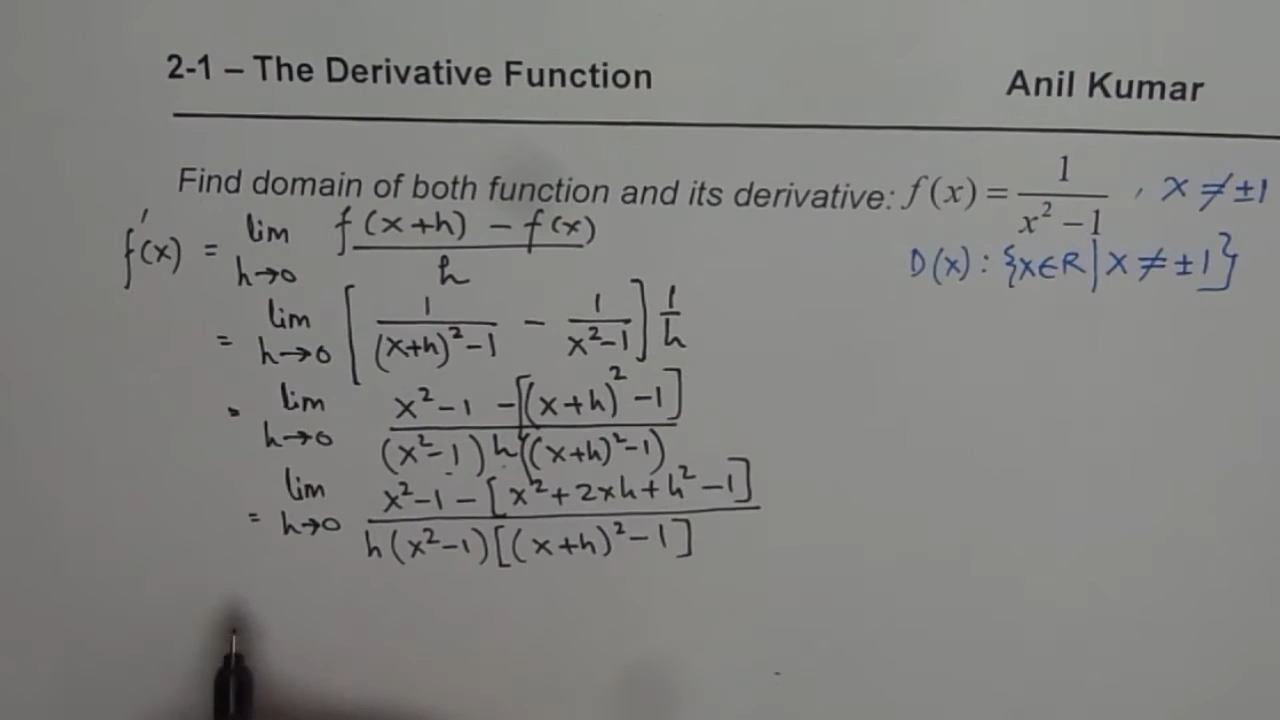 2-1 – The Derivative Function Anil Kumar
Find domain of both function and its derivative: f(x) = 1/(x² – 1) , x ≠ ±1
D(x) : {x∈R | x ≠ ±1}
f'(x) = lim h→0 (f(x+h) – f(x))/h
= lim h→0 [1/((x+h)²–1) – 1/(x²–1)] 1/h
= lim h→0 (x²–1 –[(x+h)²–1])/((x²–1) h((x+h)²–1))
= lim h→0 (x²–1 – [x²+2xh+h²–1])/(h(x²–1)[(x+h)²–1])